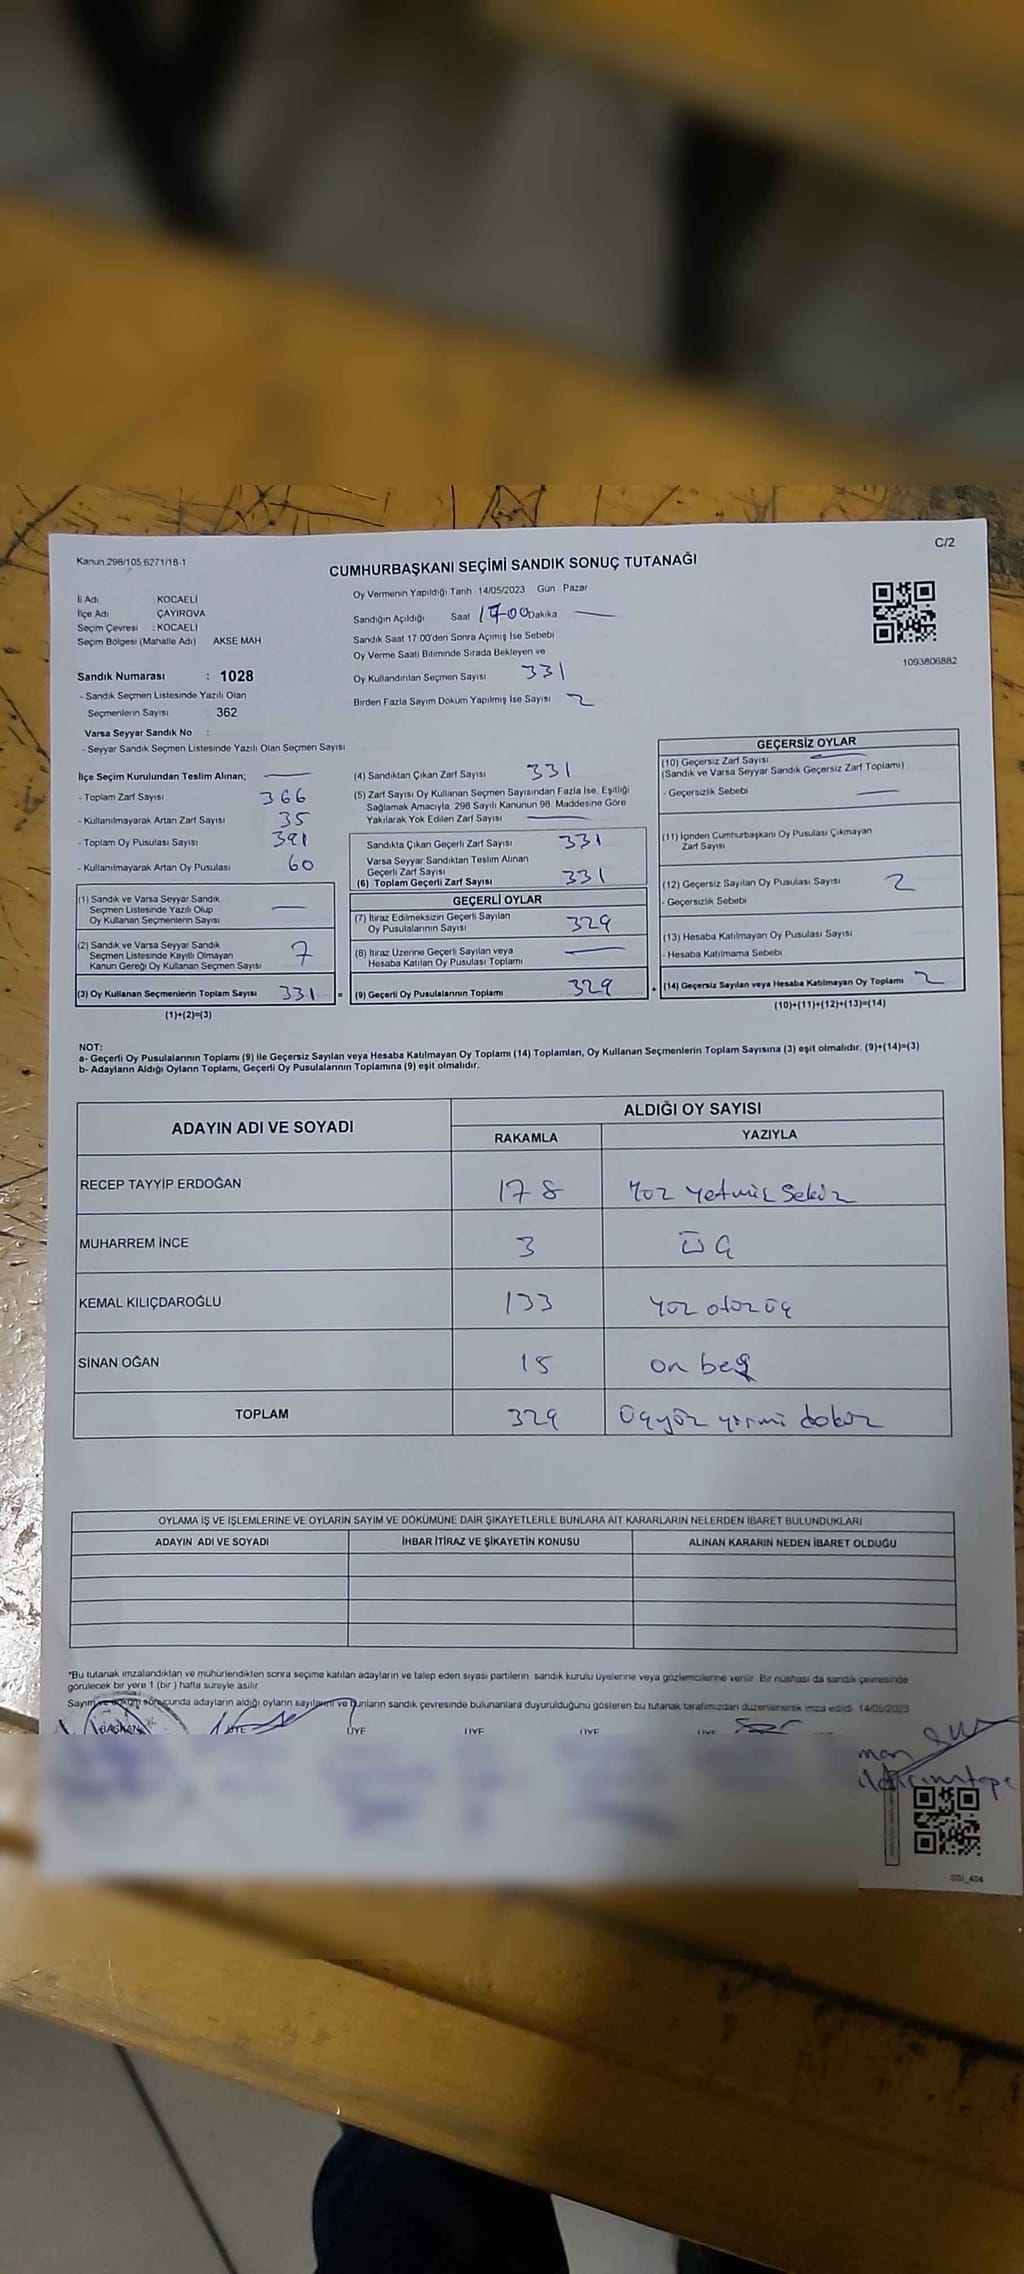 C/2
Kanun 298/105 6271/18-1
CUMHURBAŞKANI SEÇİMİ SANDIK SONUÇ TUTANAĞI
İl Adı KOCAELİ
İlçe Adı ÇAYIROVA
Seçim Çevresi : KOCAELİ
Seçim Bölgesi (Mahalle Adı) AKSE MAH
Sandık Numarası : 1028
- Sandık Seçmen Listesinde Yazılı Olan
Seçmenlerin Sayısı : 362
Varsa Seyyar Sandık No :
- Seyyar Sandık Seçmen Listesinde Yazılı Olan Seçmen Sayısı
Oy Vermenin Yapıldığı Tarih 14/05/2023 Gün Pazar
Sandığın Açıldığı Saat 1700 Dakika —
Sandık Saat 17 00'den Sonra Açımış İse Sebebi
Oy Verme Saati Bitiminde Sırada Bekleyen ve
Oy Kullandırılan Seçmen Sayısı 331
Birden Fazla Sayım Döküm Yapılmış İse Sayısı 2
1093806882
İlçe Seçim Kurulundan Teslim Alınan; —
- Toplam Zarf Sayısı 366
- Kullanılmayarak Artan Zarf Sayısı 35
- Toplam Oy Pusulası Sayısı 391
- Kullanılmayarak Artan Oy Pusulası 60
(1) Sandık ve Varsa Seyyar Sandık
Seçmen Listesinde Yazılı Olup
Oy Kullanan Seçmenlerin Sayısı —
(2) Sandık ve Varsa Seyyar Sandık
Seçmen Listesinde Kayıtlı Olmayan
Kanun Gereği Oy Kullanan Seçmen Sayısı 7
(3) Oy Kullanan Seçmenlerin Toplam Sayısı 331 =
(1)+(2)=(3)
(4) Sandıktan Çıkan Zarf Sayısı 331
(5) Zarf Sayısı Oy Kullanan Seçmen Sayısından Fazla İse, Eşitliği
Sağlamak Amacıyla, 298 Sayılı Kanunun 98. Maddesine Göre
Yakılarak Yok Edilen Zarf Sayısı —
Sandıkta Çıkan Geçerli Zarf Sayısı 331
Varsa Seyyar Sandıktan Teslim Alınan
Geçerli Zarf Sayısı
(6) Toplam Geçerli Zarf Sayısı 331
GEÇERLİ OYLAR
(7) İtiraz Edilmeksizin Geçerli Sayılan
Oy Pusulalarının Sayısı 329
(8) İtiraz Üzerine Geçerli Sayılan veya
Hesaba Katılan Oy Pusulası Toplamı —
(9) Geçerli Oy Pusulalarının Toplamı 329 +
GEÇERSİZ OYLAR
(10) Geçersiz Zarf Sayısı —
(Sandık ve Varsa Seyyar Sandık Geçersiz Zarf Toplamı)
- Geçersizlik Sebebi —
(11) İçinden Cumhurbaşkanı Oy Pusulası Çıkmayan
Zarf Sayısı
(12) Geçersiz Sayılan Oy Pusulası Sayısı 2
- Geçersizlik Sebebi
(13) Hesaba Katılmayan Oy Pusulası Sayısı
- Hesaba Katılmama Sebebi
(14) Geçersiz Sayılan veya Hesaba Katılmayan Oy Toplamı 2
(10)+(11)+(12)+(13)=(14)
NOT:
a- Geçerli Oy Pusulalarının Toplamı (9) ile Geçersiz Sayılan veya Hesaba Katılmayan Oy Toplamı (14) Toplamları, Oy Kullanan Seçmenlerin Toplam Sayısına (3) eşit olmalıdır. (9)+(14)=(3)
b- Adayların Aldığı Oyların Toplamı, Geçerli Oy Pusulalarının Toplamına (9) eşit olmalıdır.
ADAYIN ADI VE SOYADI ALDIĞI OY SAYISI
RAKAMLA YAZIYLA
RECEP TAYYİP ERDOĞAN 178 Yüz Yetmiş Sekiz
MUHARREM İNCE 3 üç
KEMAL KILIÇDAROĞLU 133 Yüz otuz üç
SİNAN OĞAN 15 on beş
TOPLAM 329 üçyüz yirmi dokuz
OYLAMA İŞ VE İŞLEMLERİNE VE OYLARIN SAYIM VE DÖKÜMÜNE DAİR ŞİKAYETLERLE BUNLARA AİT KARARLARIN NELERDEN İBARET BULUNDUKLARI
ADAYIN ADI VE SOYADI İHBAR İTİRAZ VE ŞİKAYETİN KONUSU ALINAN KARARIN NEDEN İBARET OLDUĞU
*Bu tutanak imzalandıktan ve mühürlendikten sonra seçime katılan adayların ve talep eden siyasi partilerin sandık kurulu üyelerine veya gözlemcilerine verilir. Bir nüshası da sandık çevresinde
görülecek bir yere 1 (bir) hafta süreyle asılır.
Sayım ve döküm sonucunda adayların aldığı oyların sayılarını ve bunların sandık çevresinde bulunanlara duyurulduğunu gösteren bu tutanak tarafımızdan düzenlenerek imza edildi. 14/05/2023
BAŞKAN ÜYE ÜYE ÜYE ÜYE ÜYE